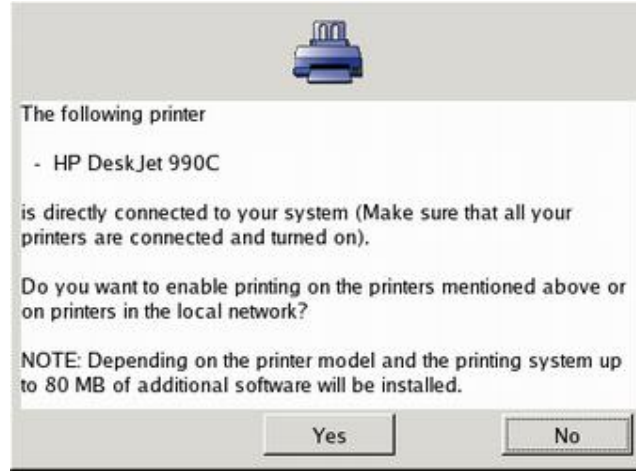 The following printer
- HP DeskJet 990C
is directly connected to your system (Make sure that all your
printers are connected and turned on).
Do you want to enable printing on the printers mentioned above or
on printers in the local network?
NOTE: Depending on the printer model and the printing system up
to 80 MB of additional software will be installed.
Yes No